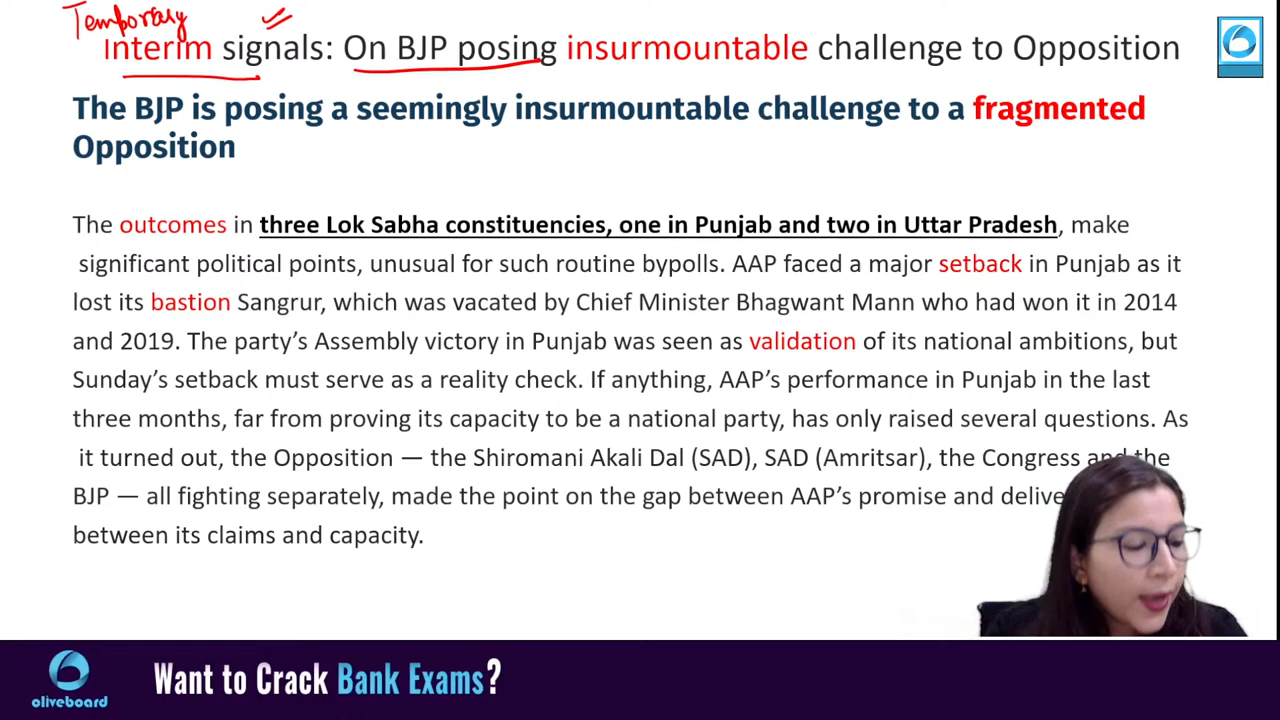 Temporary
Interim signals: On BJP posing insurmountable challenge to Opposition
The BJP is posing a seemingly insurmountable challenge to a fragmented
Opposition
The outcomes in three Lok Sabha constituencies, one in Punjab and two in Uttar Pradesh, make
significant political points, unusual for such routine bypolls. AAP faced a major setback in Punjab as it
lost its bastion Sangrur, which was vacated by Chief Minister Bhagwant Mann who had won it in 2014
and 2019. The party’s Assembly victory in Punjab was seen as validation of its national ambitions, but
Sunday’s setback must serve as a reality check. If anything, AAP’s performance in Punjab in the last
three months, far from proving its capacity to be a national party, has only raised several questions. As
it turned out, the Opposition — the Shiromani Akali Dal (SAD), SAD (Amritsar), the Congress and the
BJP — all fighting separately, made the point on the gap between AAP’s promise and
between its claims and capacity.
Want to Crack Bank Exams?
oliveboard